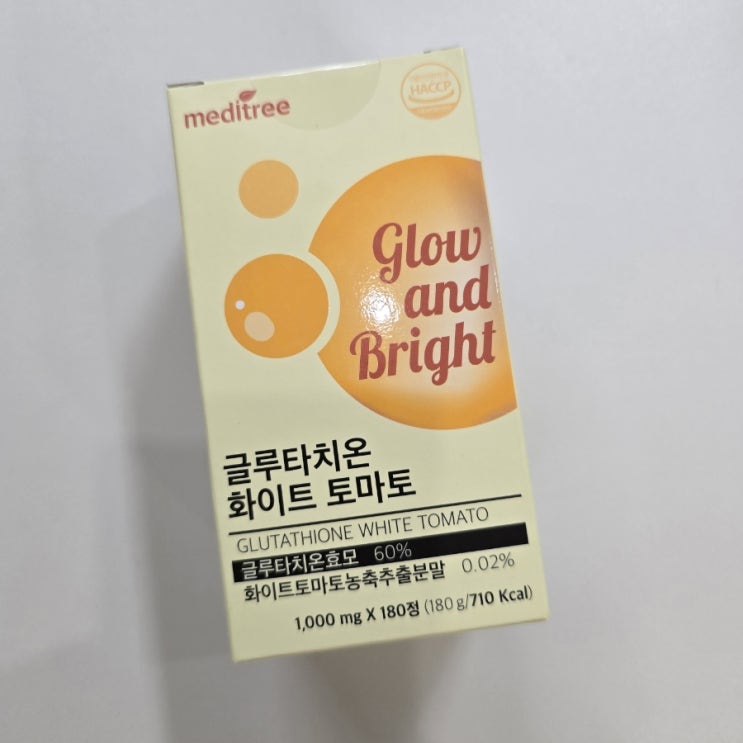 meditree
HACCP
Glow
and
Bright
글루타치온
화이트 토마토
GLUTATHIONE WHITE TOMATO
글루타치온효모 60%
화이트토마토농축추출분말 0.02%
1,000 mg X 180정 (180 g/710 Kcal)